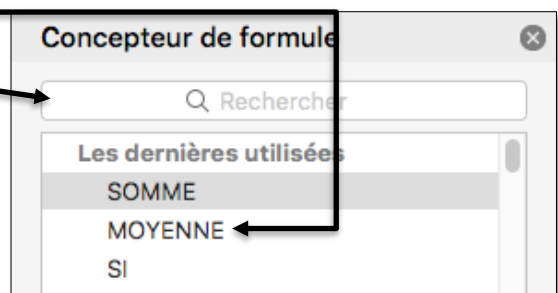 Concepteur de formule
Rechercher
Les dernières utilisées
SOMME
MOYENNE
SI